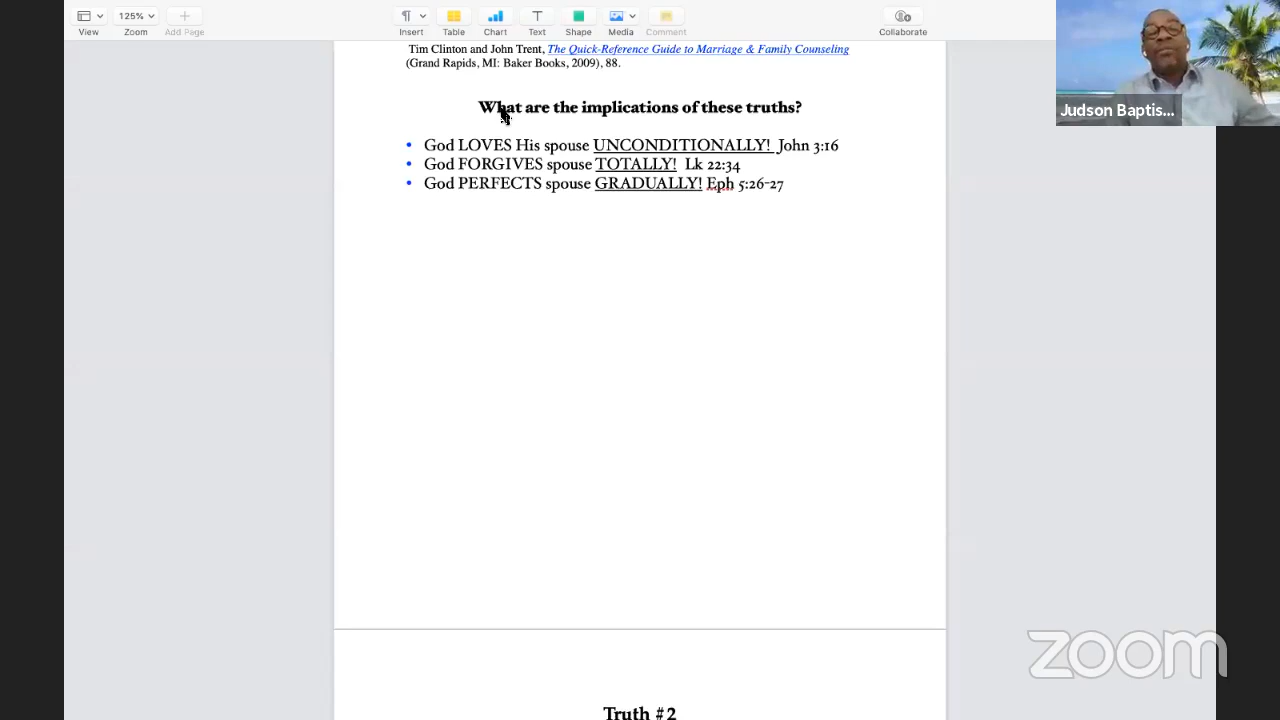 125%
View
Zoom
Add Page
Insert
Table
Chart
Text
Shape
Media
Comment
Collaborate
Tim Clinton and John Trent, The Quick-Reference Guide to Marriage & Family Counseling
(Grand Rapids, MI: Baker Books, 2009), 88.
Judson Baptis...
What are the implications of these truths?
• God LOVES His spouse UNCONDITIONALLY! John 3:16
• God FORGIVES spouse TOTALLY! Lk 22:34
• God PERFECTS spouse GRADUALLY! Eph 5:26-27
zoom
Truth #2